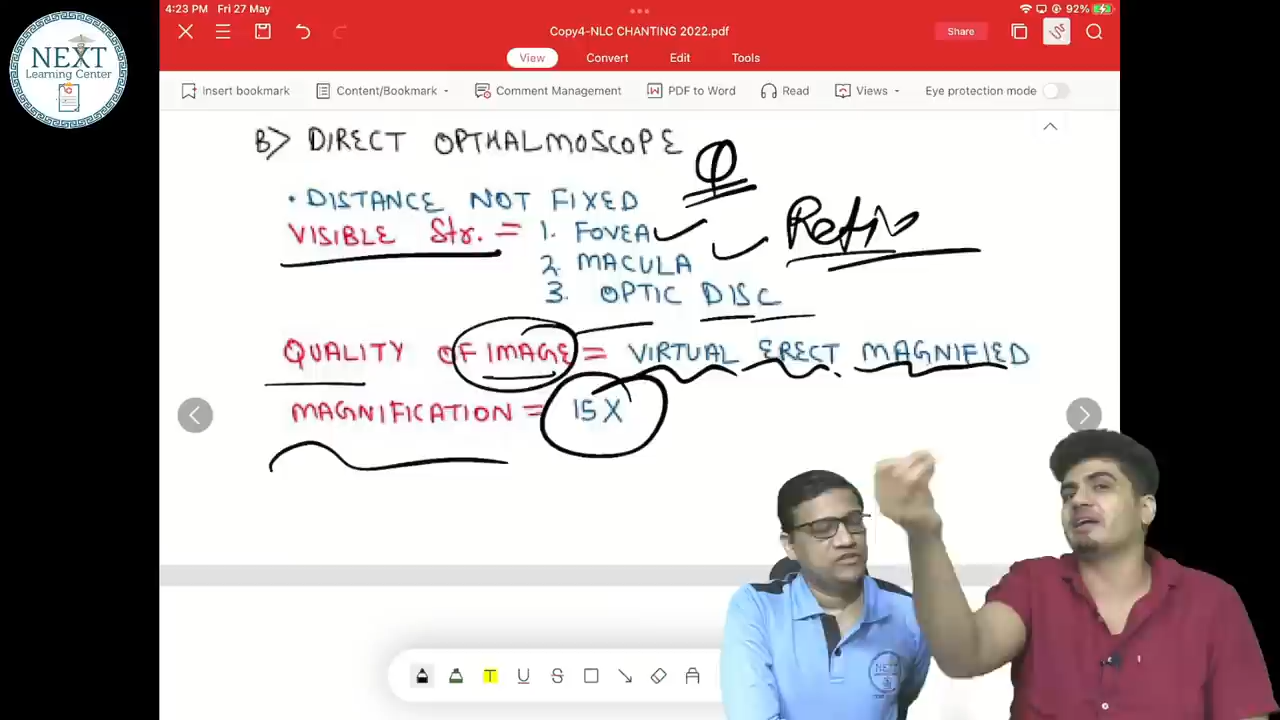 4:23 PM Fri 27 May
92%
NEXT
Learning Center
Copy4-NLC CHANTING 2022.pdf
Share
View Convert Edit Tools
Insert bookmark Content/Bookmark Comment Management PDF to Word Read Views Eye protection mode
B> DIRECT OPTHALMOSCOPE
• DISTANCE NOT FIXED
VISIBLE Str. = 1. FOVEA
2. MACULA
3. OPTIC DISC
QUALITY OF IMAGE = VIRTUAL ERECT MAGNIFIED
MAGNIFICATION = 15X
T U S
NEXT